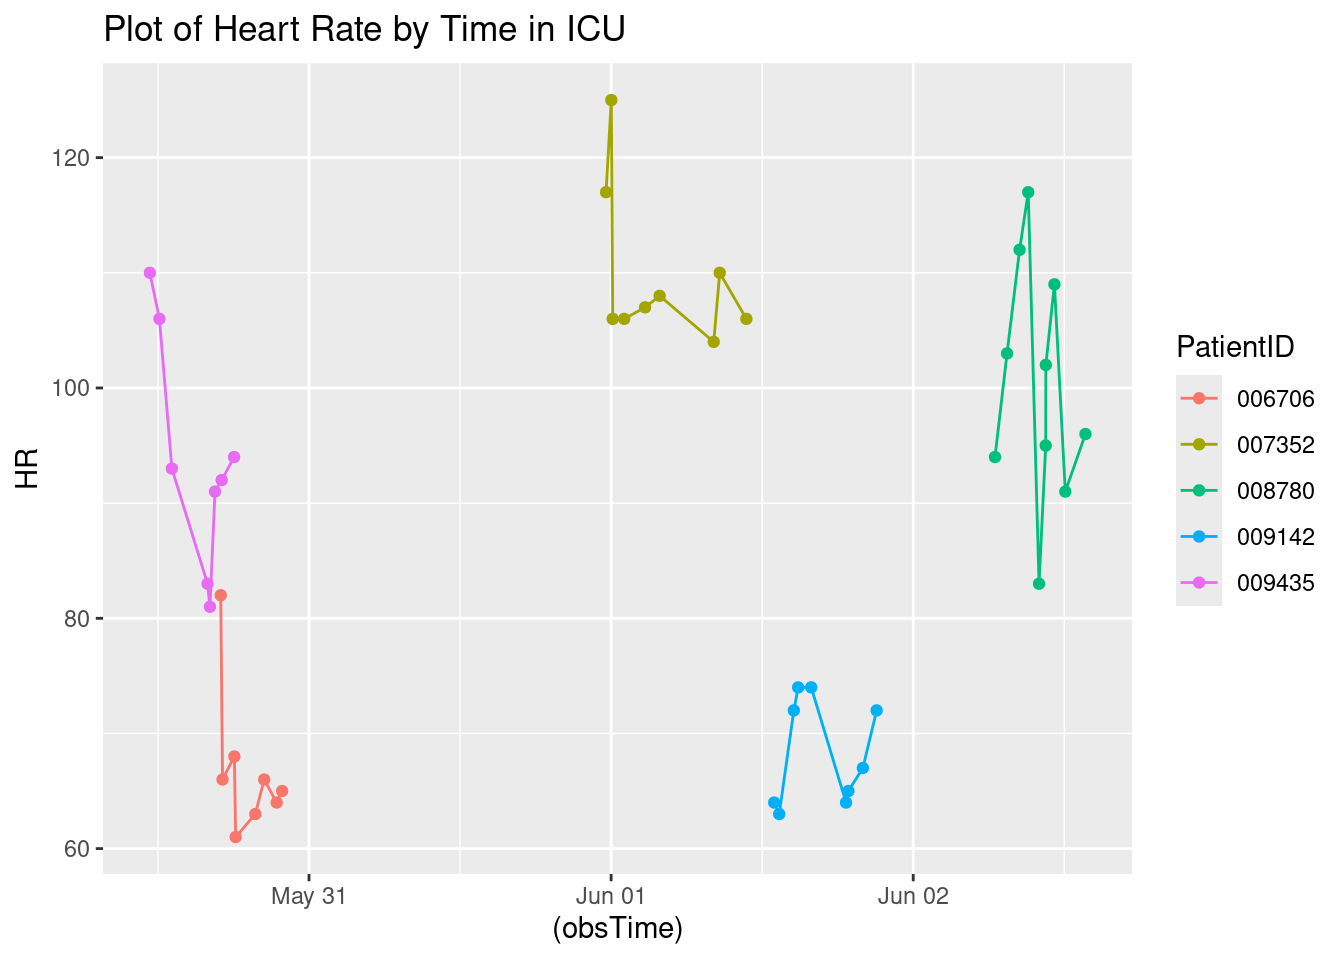 Plot of Heart Rate by Time in ICU
120
100
80
60
HR
May 31
Jun 01
Jun 02
(obsTime)
PatientID
006706
007352
008780
009142
009435